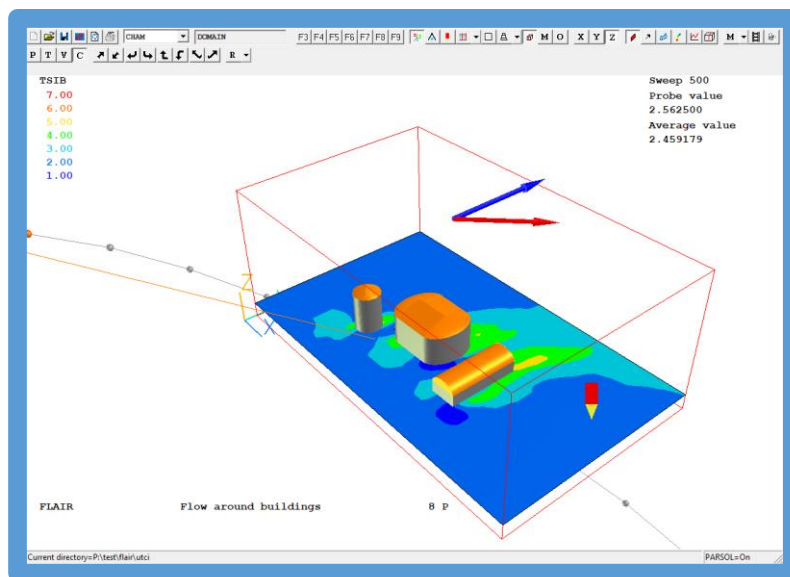 CHAM DOMAIN F3 F4 F5 F6 F7 F8 F9 M O X Y Z M
P T V C R
TSIB
7.00
6.00
5.00
4.00
3.00
2.00
1.00
Sweep 500
Probe value
2.562500
Average value
2.459179
Z
X
FLAIR Flow around buildings 8 P
Current directory=P:\test\flair\utci PARSOL=On